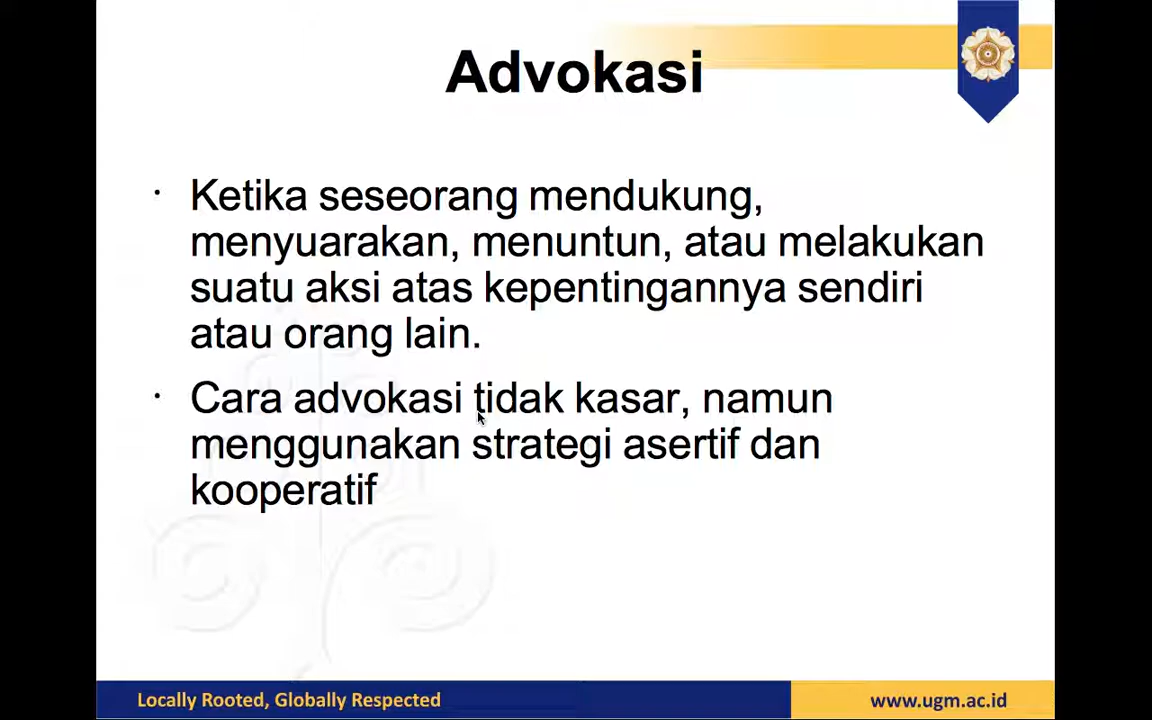 Advokasi
· Ketika seseorang mendukung,
menyuarakan, menuntun, atau melakukan
suatu aksi atas kepentingannya sendiri
atau orang lain.
· Cara advokasi tidak kasar, namun
menggunakan strategi asertif dan
kooperatif
Locally Rooted, Globally Respected
www.ugm.ac.id